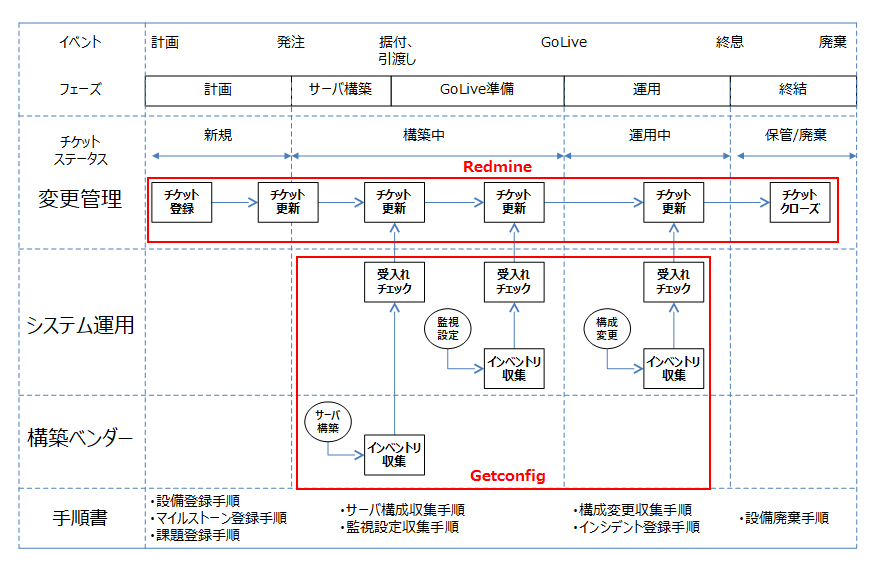 イベント
計画
発注
据付、
引渡し
GoLive
終息
廃棄
フェーズ
計画
サーバ構築
GoLive準備
運用
終結
チケット
ステータス
新規
構築中
運用中
保管/廃棄
Redmine
変更管理
チケット
登録
チケット
更新
チケット
更新
チケット
更新
チケット
更新
チケット
クローズ
システム運用
受入れ
チェック
受入れ
チェック
受入れ
チェック
監視
設定
構成
変更
インベントリ
収集
インベントリ
収集
構築ベンダー
サーバ
構築
インベントリ
収集
Getconfig
手順書
・設備登録手順
・マイルストーン登録手順
・課題登録手順
・サーバ構成収集手順
・監視設定収集手順
・構成変更収集手順
・インシデント登録手順
・設備廃棄手順